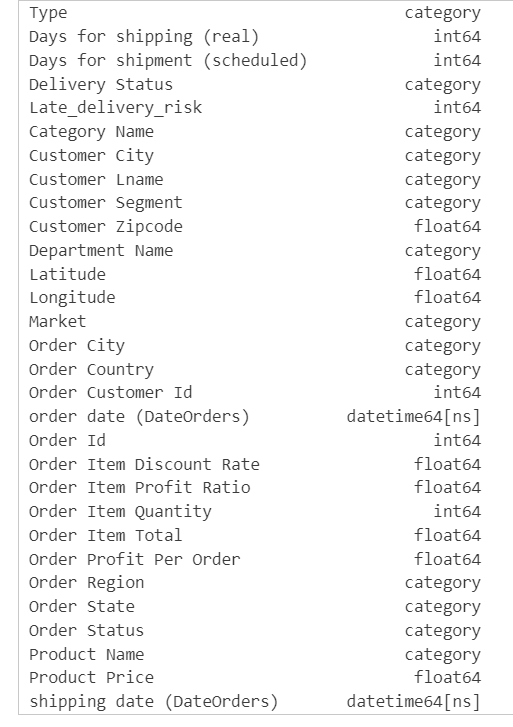 Type category
Days for shipping (real) int64
Days for shipment (scheduled) int64
Delivery Status category
Late_delivery_risk int64
Category Name category
Customer City category
Customer Lname category
Customer Segment category
Customer Zipcode float64
Department Name category
Latitude float64
Longitude float64
Market category
Order City category
Order Country category
Order Customer Id int64
order date (DateOrders) datetime64[ns]
Order Id int64
Order Item Discount Rate float64
Order Item Profit Ratio float64
Order Item Quantity int64
Order Item Total float64
Order Profit Per Order float64
Order Region category
Order State category
Order Status category
Product Name category
Product Price float64
shipping date (DateOrders) datetime64[ns]